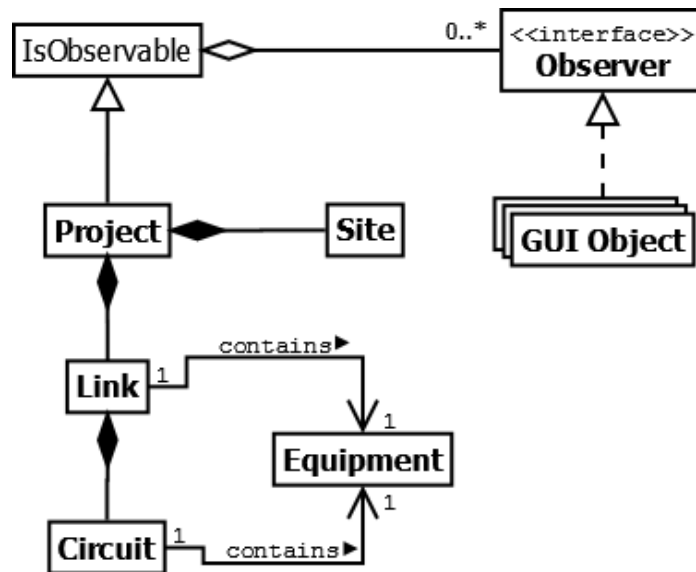 IsObservable
0..*
<<interface>>
Observer
Project
Site
GUI Object
contains▶
Link
1
1
Equipment
1
Circuit
1
contains▶